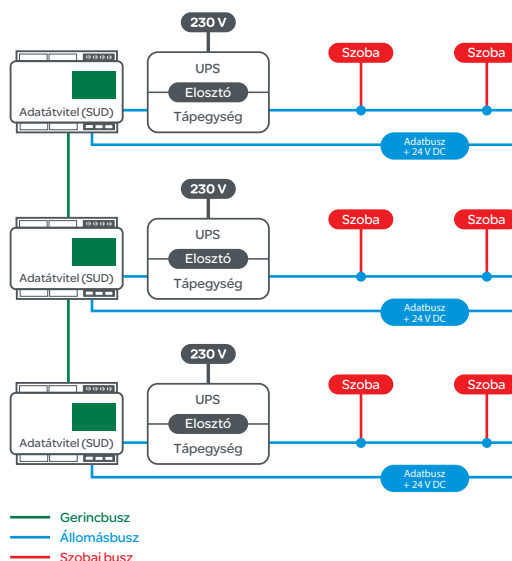 230 V
UPS
Szoba
Szoba
Elosztó
Adatátvitel (SUD)
Tápegység
Adatbusz
+ 24 V DC
230 V
UPS
Szoba
Szoba
Elosztó
Adatátvitel (SUD)
Tápegység
Adatbusz
+ 24 V DC
230 V
UPS
Szoba
Szoba
Elosztó
Adatátvitel (SUD)
Tápegység
Adatbusz
+ 24 V DC
Gerincbusz
Állomásbusz
Szobai busz